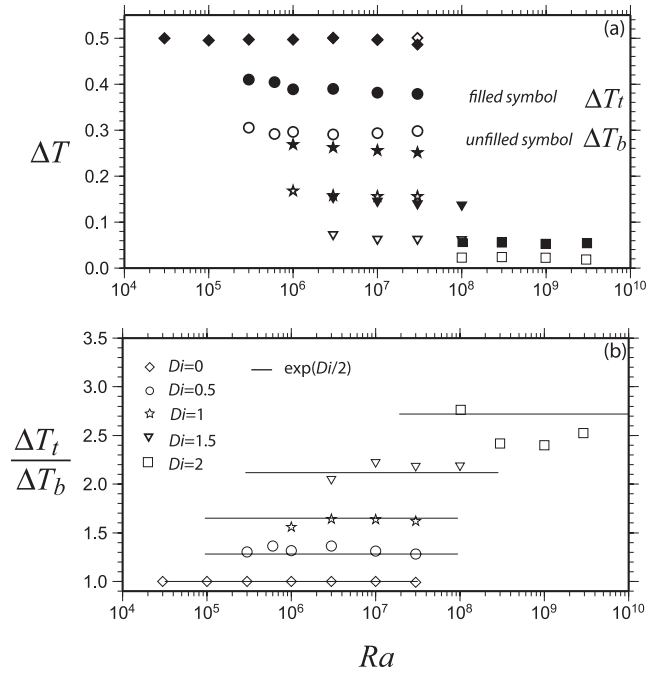 (a)
0.5
0.4
0.3
0.2
0.1
0.0
ΔT
filled symbol ΔT_t
unfilled symbol ΔT_b
10^4 10^5 10^6 10^7 10^8 10^9 10^10
(b)
3.5
3.0
2.5
2.0
1.5
1.0
ΔT_t
ΔT_b
Di=0
exp(Di/2)
Di=0.5
Di=1
Di=1.5
Di=2
10^4 10^5 10^6 10^7 10^8 10^9 10^10
Ra